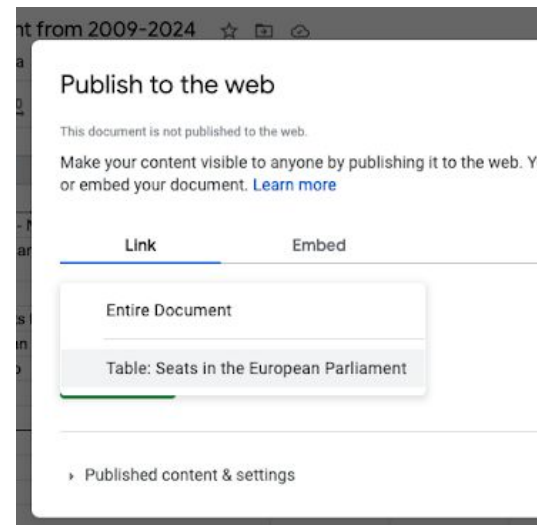 from 2009-2024
Publish to the web
This document is not published to the web.
Make your content visible to anyone by publishing it to the web. Y
or embed your document. Learn more
Link Embed
Entire Document
Table: Seats in the European Parliament
Published content & settings